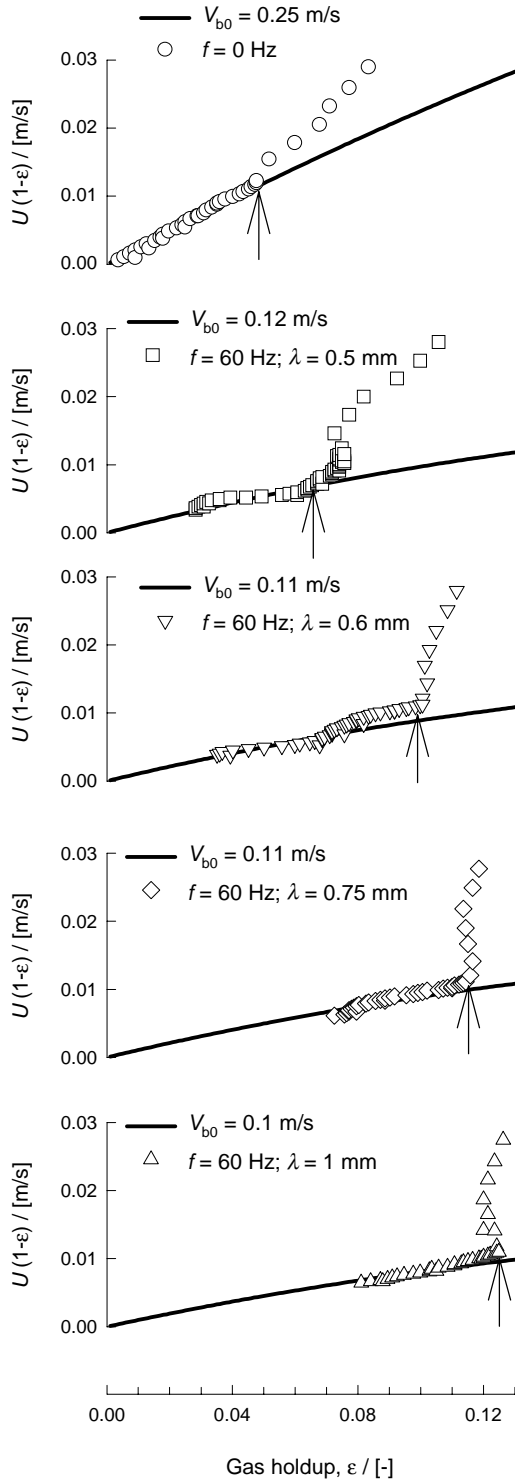 V_b0 = 0.25 m/s
f = 0 Hz
0.03
0.02
0.01
0.00
U (1-ε) / [m/s]
V_b0 = 0.12 m/s
f = 60 Hz; λ = 0.5 mm
0.03
0.02
0.01
0.00
U (1-ε) / [m/s]
V_b0 = 0.11 m/s
f = 60 Hz; λ = 0.6 mm
0.03
0.02
0.01
0.00
U (1-ε) / [m/s]
V_b0 = 0.11 m/s
f = 60 Hz; λ = 0.75 mm
0.03
0.02
0.01
0.00
U (1-ε) / [m/s]
V_b0 = 0.1 m/s
f = 60 Hz; λ = 1 mm
0.03
0.02
0.01
0.00
U (1-ε) / [m/s]
0.00 0.04 0.08 0.12
Gas holdup, ε / [-]